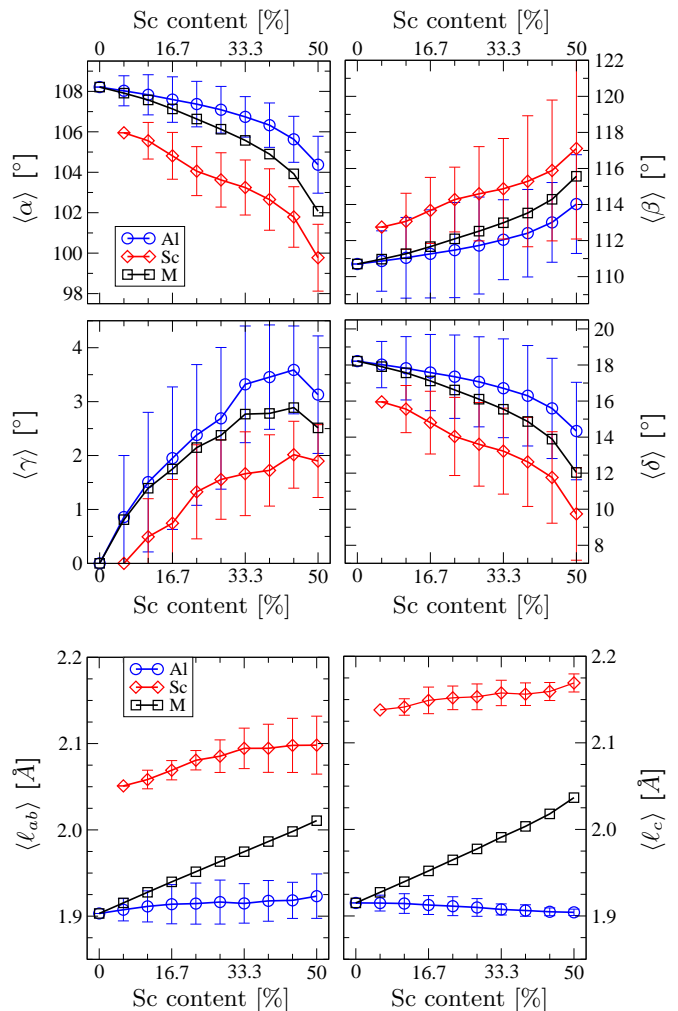 Sc content [%] Sc content [%]
0 16.7 33.3 50 0 16.7 33.3 50
108 106 104 102 100 98
⟨α⟩ [°]
Al
Sc
M
122 120 118 116 114 112 110
⟨β⟩ [°]
4 3 2 1 0
⟨γ⟩ [°]
18 16 14 12 10 8
⟨δ⟩ [°]
0 16.7 33.3 50 0 16.7 33.3 50
Sc content [%] Sc content [%]
2.2 2.1 2.0 1.9
⟨ℓab⟩ [Å]
Al
Sc
M
2.2 2.1 2.0 1.9
⟨ℓc⟩ [Å]
0 16.7 33.3 50 0 16.7 33.3 50
Sc content [%] Sc content [%]